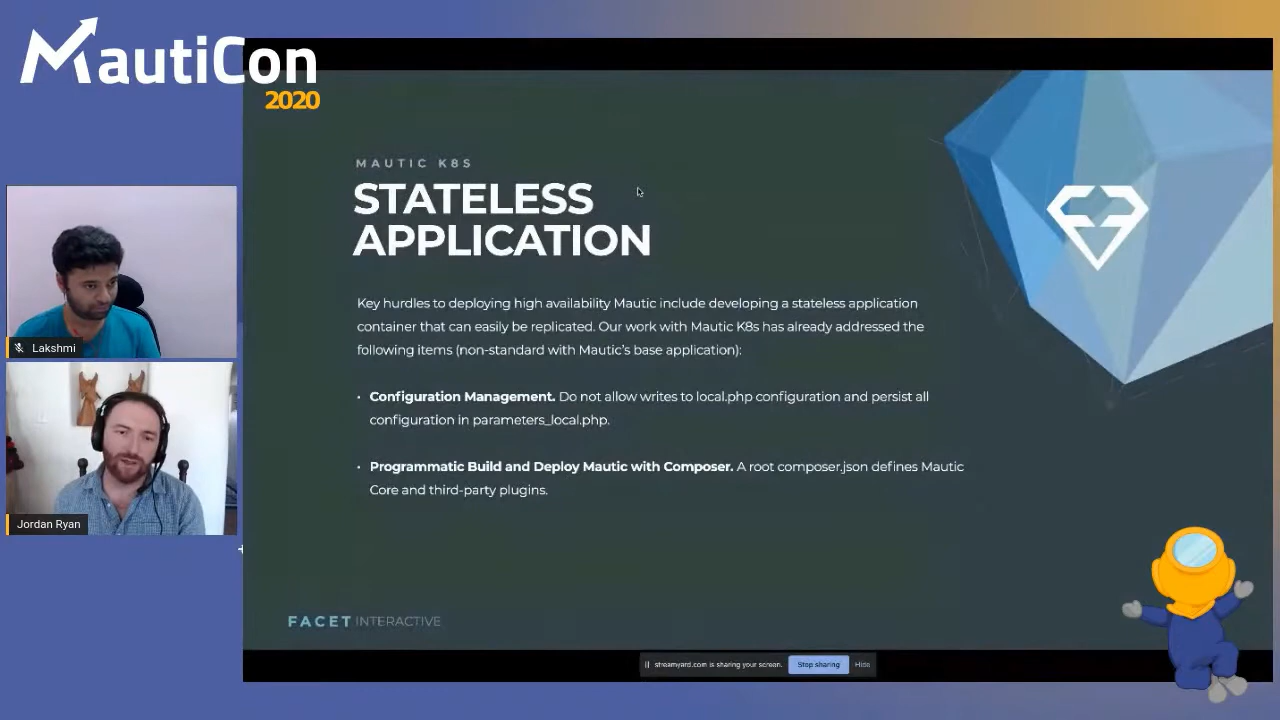 MautiCon
2020
MAUTIC K8S
STATELESS
APPLICATION
Key hurdles to deploying high availability Mautic include developing a stateless application
container that can easily be replicated. Our work with Mautic K8s has already addressed the
following items (non-standard with Mautic's base application):
• Configuration Management. Do not allow writes to local.php configuration and persist all
configuration in parameters_local.php.
• Programmatic Build and Deploy Mautic with Composer. A root composer.json defines Mautic
Core and third-party plugins.
Lakshmi
Jordan Ryan
FACET INTERACTIVE
streamyard.com is sharing your screen.
Stop sharing
Hide